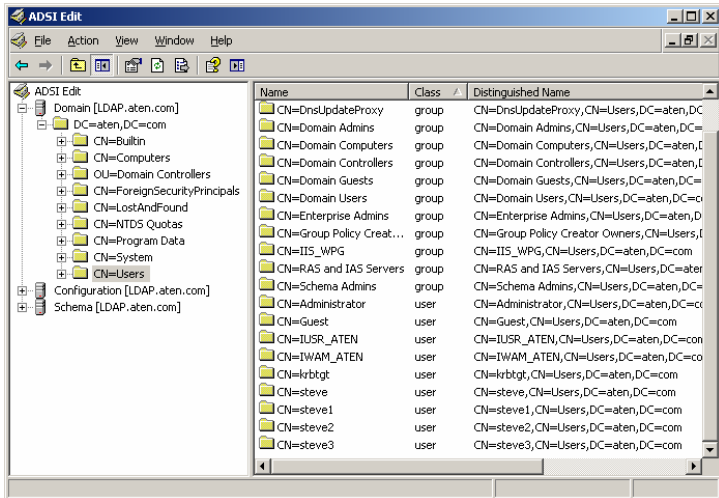 ADSI Edit
File Action View Window Help
ADSI Edit
Domain [LDAP.aten.com]
DC=aten,DC=com
CN=Builtin
CN=Computers
OU=Domain Controllers
CN=ForeignSecurityPrincipals
CN=LostAndFound
CN=NTDS Quotas
CN=Program Data
CN=System
CN=Users
Configuration [LDAP.aten.com]
Schema [LDAP.aten.com]
Name Class Distinguished Name
CN=DnsUpdateProxy group CN=DnsUpdateProxy,CN=Users,DC=aten,DC
CN=Domain Admins group CN=Domain Admins,CN=Users,DC=aten,DC=
CN=Domain Computers group CN=Domain Computers,CN=Users,DC=aten,D
CN=Domain Controllers group CN=Domain Controllers,CN=Users,DC=aten,DC
CN=Domain Guests group CN=Domain Guests,CN=Users,DC=aten,DC=
CN=Domain Users group CN=Domain Users,CN=Users,DC=aten,DC=c
CN=Enterprise Admins group CN=Enterprise Admins,CN=Users,DC=aten,D
CN=Group Policy Creat... group CN=Group Policy Creator Owners,CN=Users,
CN=IIS_WPG group CN=IIS_WPG,CN=Users,DC=aten,DC=com
CN=RAS and IAS Servers group CN=RAS and IAS Servers,CN=Users,DC=aten
CN=Schema Admins group CN=Schema Admins,CN=Users,DC=aten,DC=
CN=Administrator user CN=Administrator,CN=Users,DC=aten,DC=co
CN=Guest user CN=Guest,CN=Users,DC=aten,DC=com
CN=IUSR_ATEN user CN=IUSR_ATEN,CN=Users,DC=aten,DC=com
CN=IWAM_ATEN user CN=IWAM_ATEN,CN=Users,DC=aten,DC=co
CN=krbtgt user CN=krbtgt,CN=Users,DC=aten,DC=com
CN=steve user CN=steve,CN=Users,DC=aten,DC=com
CN=steve1 user CN=steve1,CN=Users,DC=aten,DC=com
CN=steve2 user CN=steve2,CN=Users,DC=aten,DC=com
CN=steve3 user CN=steve3,CN=Users,DC=aten,DC=com